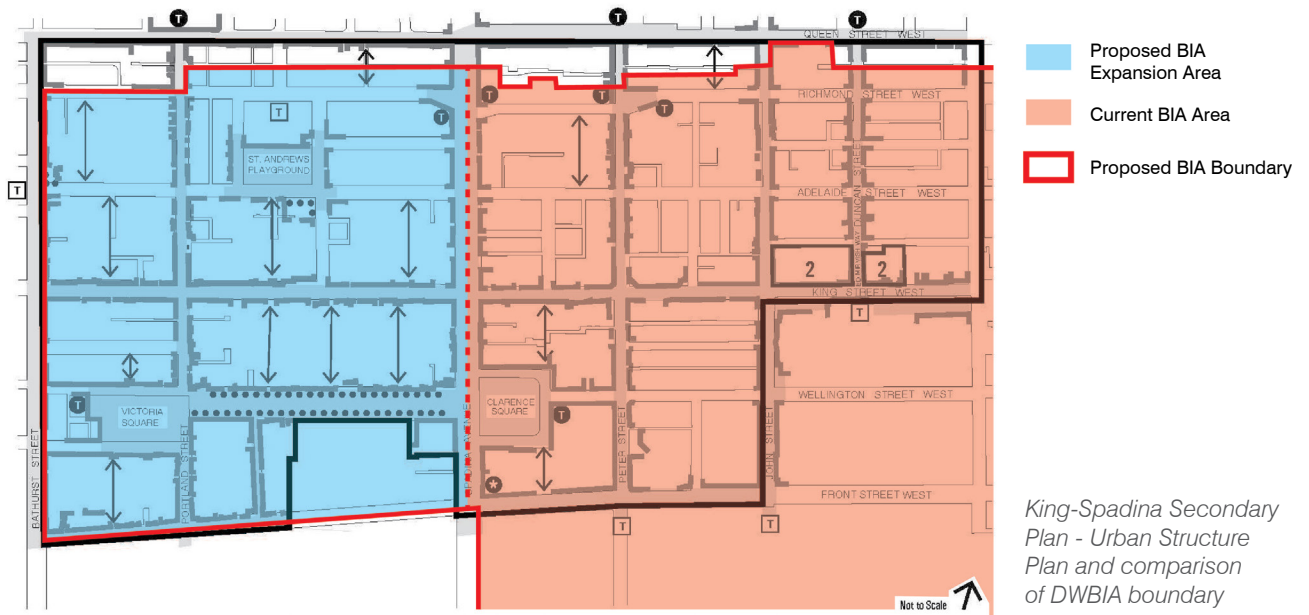 T
T
T
QUEEN STREET WEST
Proposed BIA
Expansion Area
T
T
T
T
T
RICHMOND STREET WEST
Current BIA Area
ST. ANDREWS
PLAYGROUND
Proposed BIA Boundary
T
ADELAIDE STREET WEST
DUNCAN STREET
2
2
KING STREET WEST
T
WELLINGTON STREET WEST
T
VICTORIA
SQUARE
CLARENCE
SQUARE
T
BATHURST STREET
PORTLAND STREET
SPADINA AVENUE
PETER STREET
JOHN STREET
FRONT STREET WEST
T
T
King-Spadina Secondary
Plan - Urban Structure
Plan and comparison
of DWBIA boundary
Not to Scale